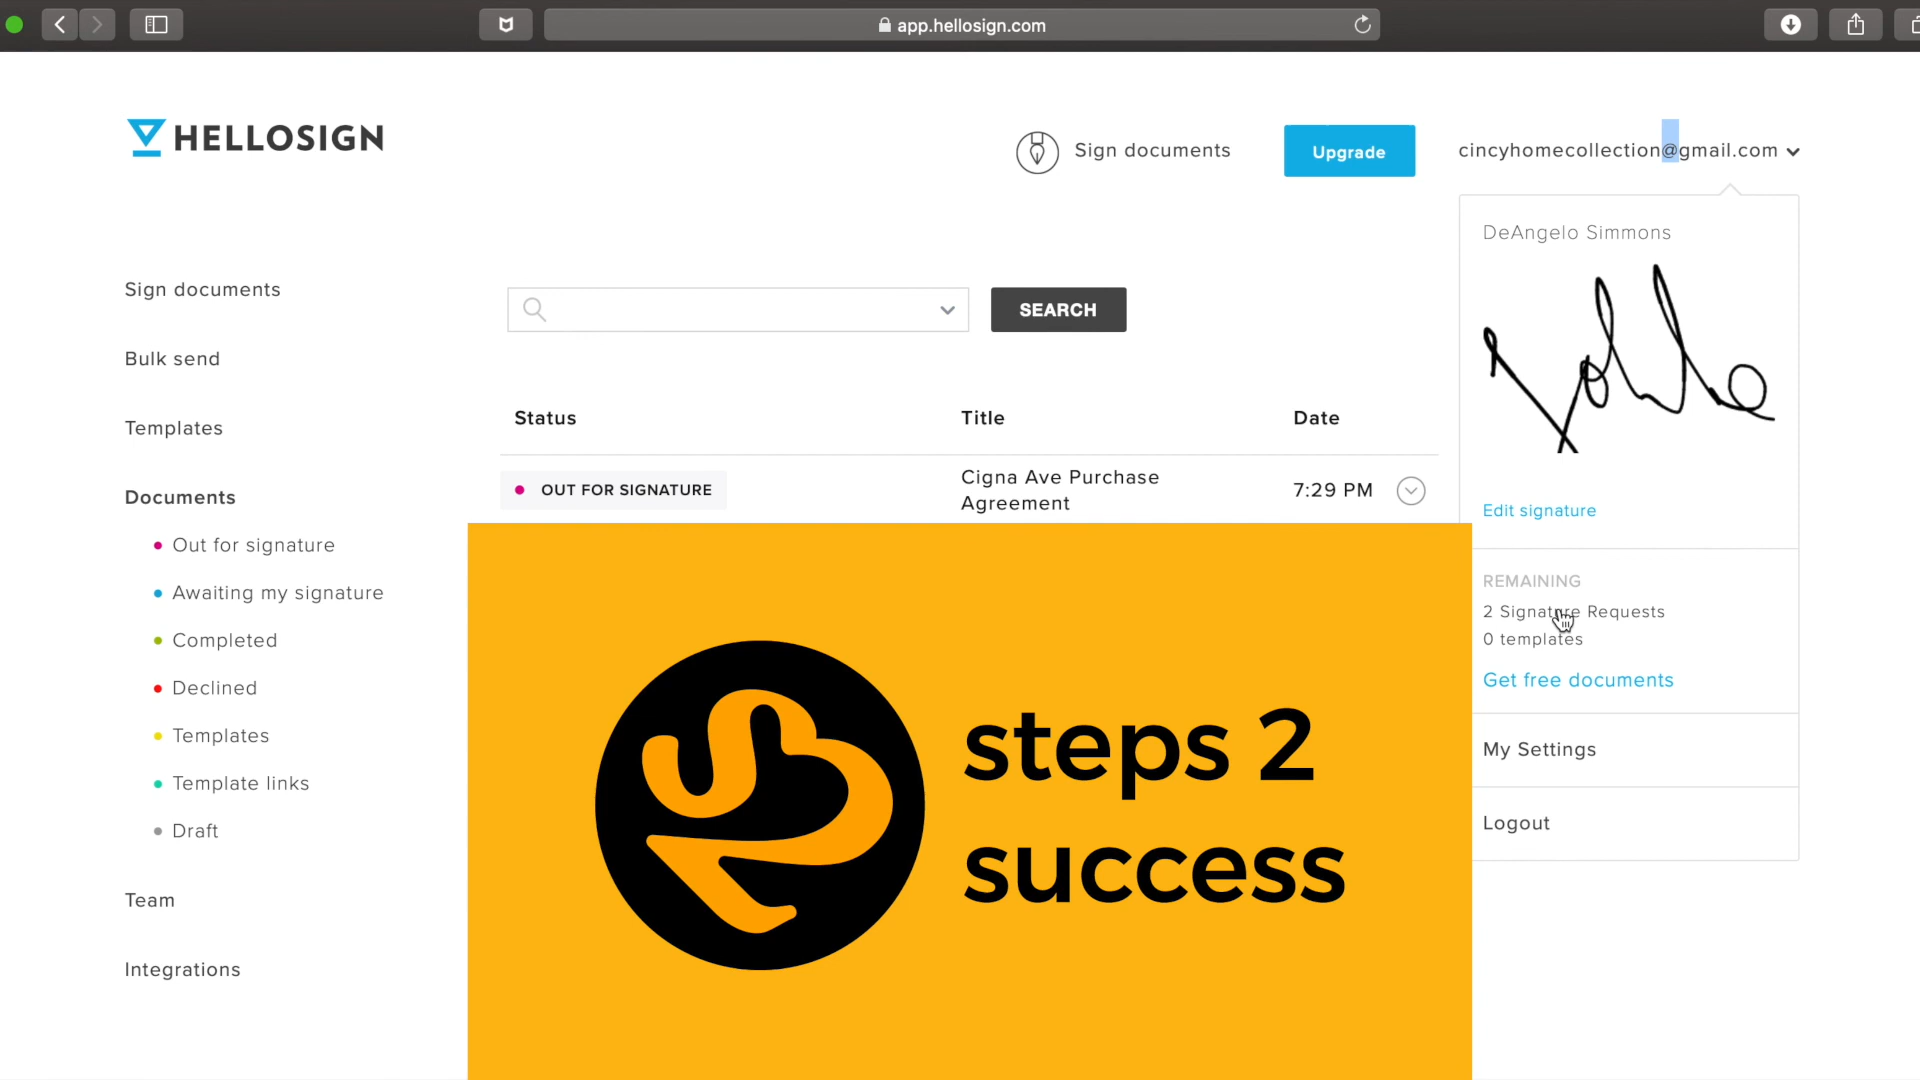 app.hellosign.com
HELLOSIGN
Sign documents
Upgrade
cincyhomecollection@gmail.com
DeAngelo Simmons
Sign documents
Bulk send
Templates
Documents
Out for signature
Awaiting my signature
Completed
Declined
Templates
Template links
Draft
Team
Integrations
SEARCH
Status Title Date
OUT FOR SIGNATURE
Cigna Ave Purchase
Agreement
7:29 PM
Edit signature
REMAINING
2 Signature Requests
0 templates
Get free documents
My Settings
Logout
steps 2
success